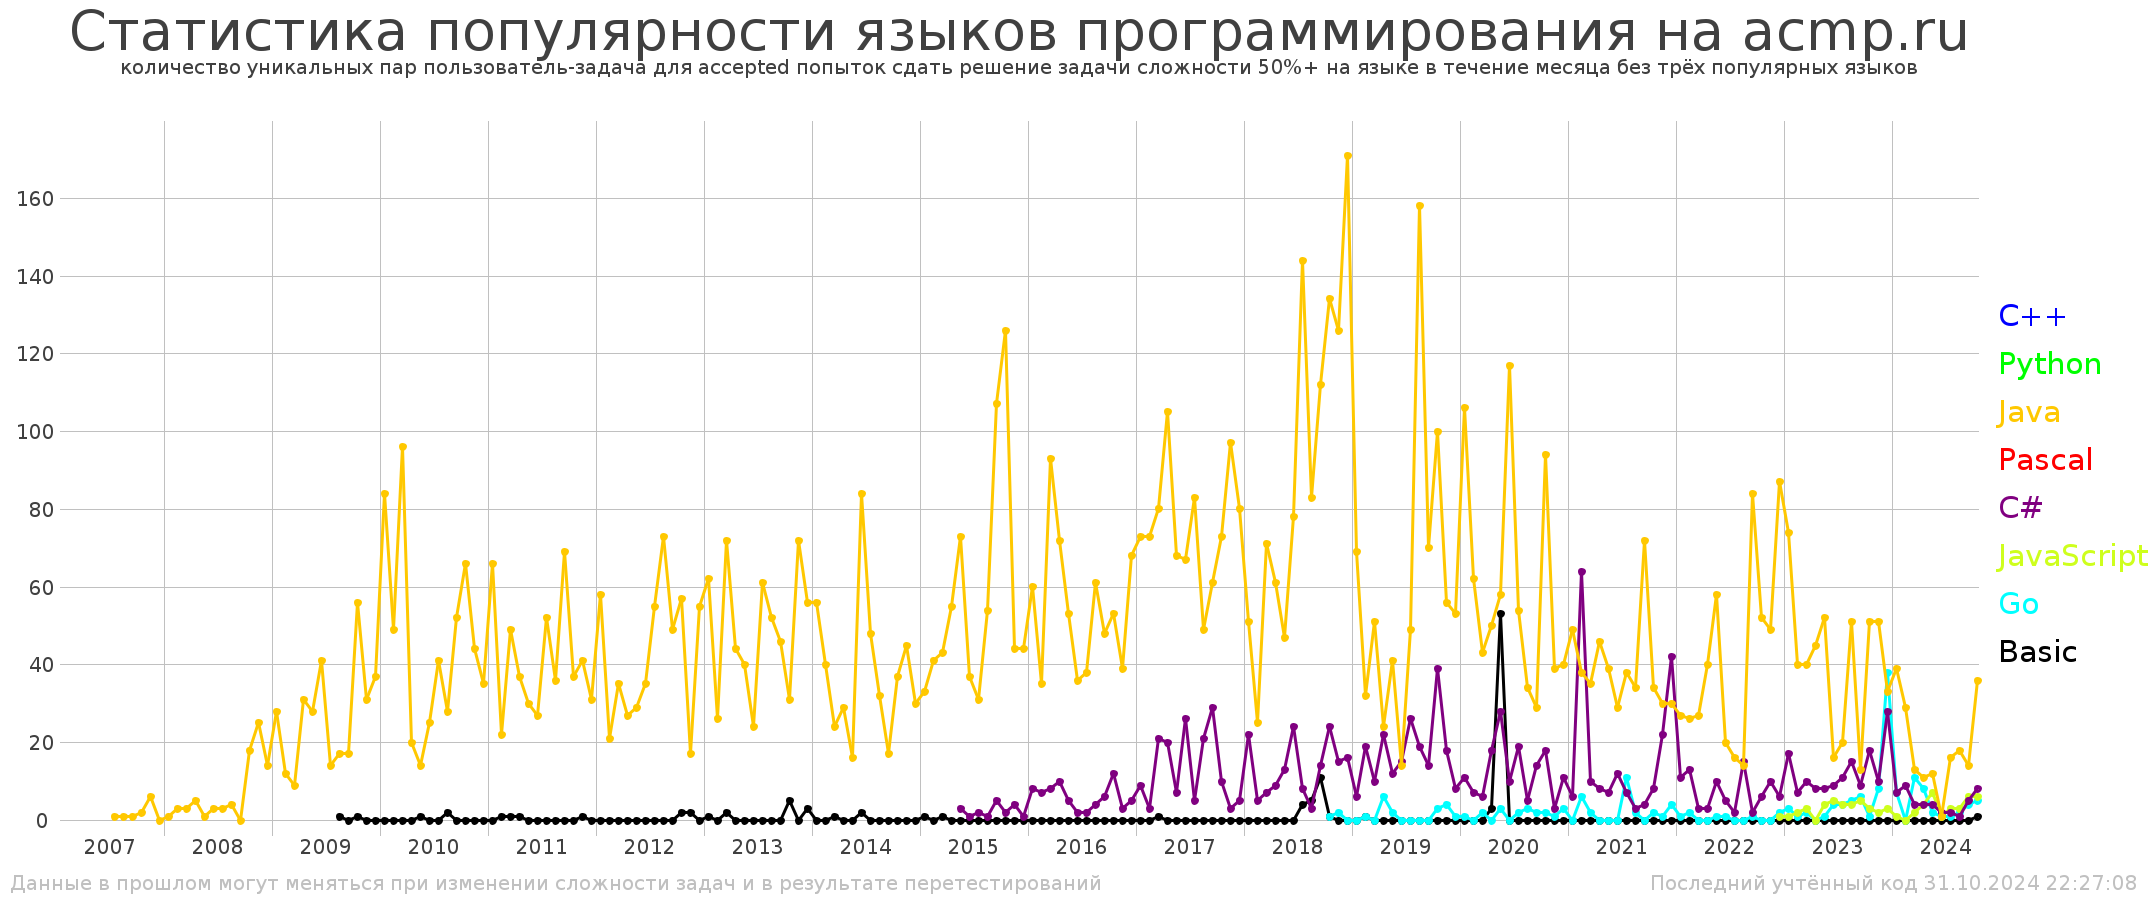 Статистика популярности языков программирования на acmp.ru
количество уникальных пар пользователь-задача для accepted попыток сдать решение задачи сложности 50%+ на языке в течение месяца без трёх популярных языков
160
140
120
100
80
60
40
20
0
C++
Python
Java
Pascal
C#
JavaScript
Go
Basic
2007 2008 2009 2010 2011 2012 2013 2014 2015 2016 2017 2018 2019 2020 2021 2022 2023 2024
Данные в прошлом могут меняться при изменении сложности задач и в результате перетестирований
Последний учтённый код 31.10.2024 22:27:08